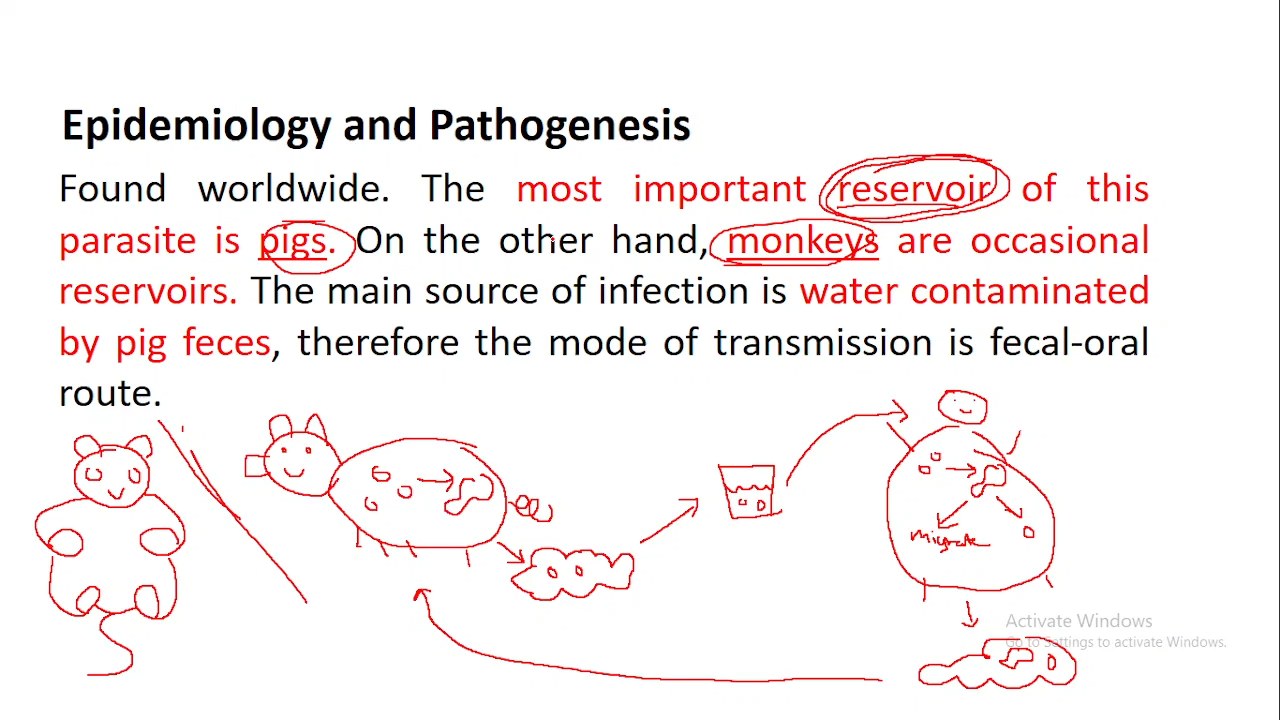 Epidemiology and Pathogenesis
Found worldwide. The most important reservoir of this
parasite is pigs. On the other hand, monkeys are occasional
reservoirs. The main source of infection is water contaminated
by pig feces, therefore the mode of transmission is fecal-oral
route.
migrate
Activate Windows
Go to Settings to activate Windows.